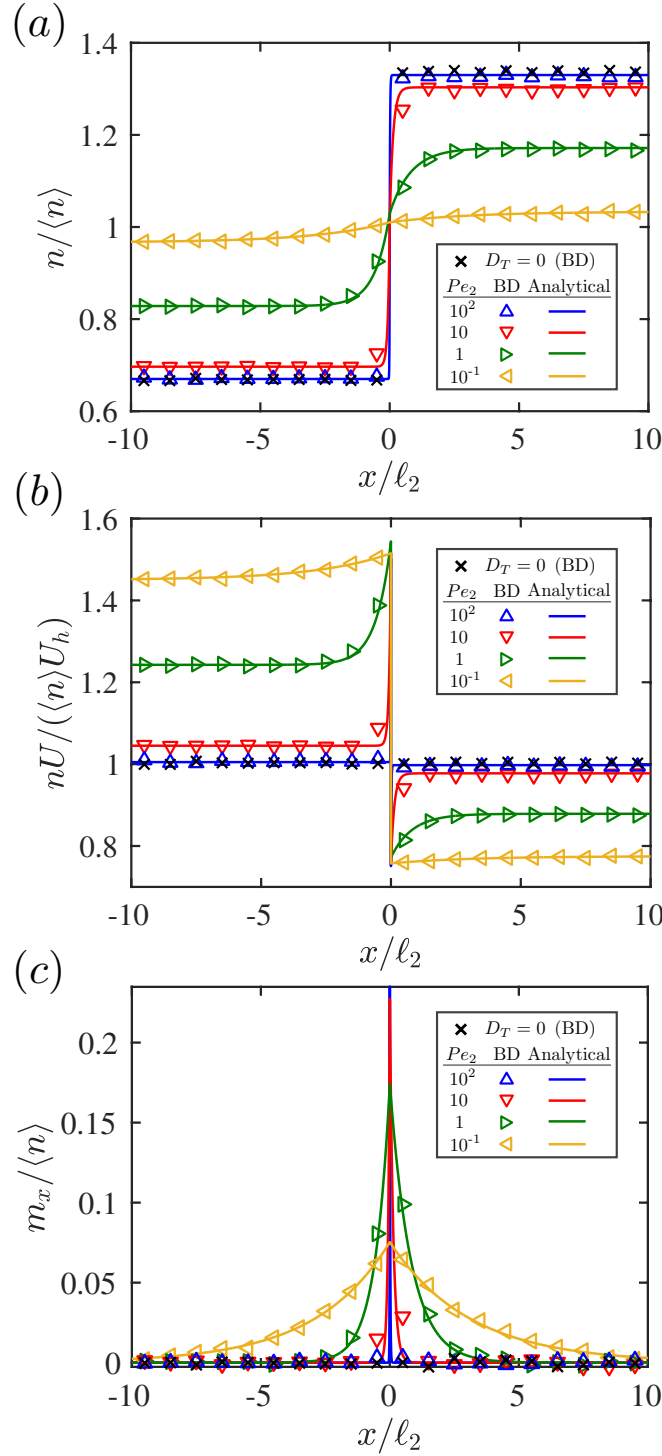 (a)
1.4
1.2
1
0.8
0.6
n/⟨n⟩
D_T = 0 (BD)
Pe_2 BD Analytical
10^2
10
1
10^-1
-10 -5 0 5 10
x/ℓ_2
(b)
1.6
1.4
1.2
1
0.8
nU/(⟨n⟩U_h)
D_T = 0 (BD)
Pe_2 BD Analytical
10^2
10
1
10^-1
-10 -5 0 5 10
x/ℓ_2
(c)
0.2
0.15
0.1
0.05
0
m_x/⟨n⟩
D_T = 0 (BD)
Pe_2 BD Analytical
10^2
10
1
10^-1
-10 -5 0 5 10
x/ℓ_2